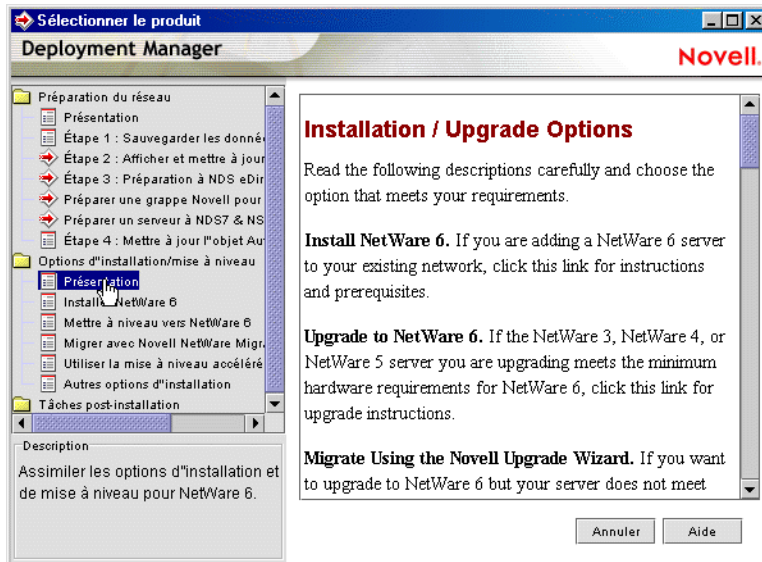 Sélectionner le produit
Deployment Manager
Novell.
Préparation du réseau
Présentation
Étape 1 : Sauvegarder les donné
Étape 2 : Afficher et mettre à jour
Étape 3 : Préparation à NDS eDir
Préparer une grappe Novell pour
Préparer un serveur à NDS7 & NS
Étape 4 : Mettre à jour l"objet Au
Options d"installation/mise à niveau
Présentation
Installer NetWare 6
Mettre à niveau vers NetWare 6
Migrer avec Novell NetWare Migr
Utiliser la mise à niveau accéléré
Autres options d"installation
Tâches post-installation
Description
Assimiler les options d"installation et
de mise à niveau pour NetWare 6.
Installation / Upgrade Options
Read the following descriptions carefully and choose the
option that meets your requirements.
Install NetWare 6. If you are adding a NetWare 6 server
to your existing network, click this link for instructions
and prerequisites.
Upgrade to NetWare 6. If the NetWare 3, NetWare 4, or
NetWare 5 server you are upgrading meets the minimum
hardware requirements for NetWare 6, click this link for
upgrade instructions.
Migrate Using the Novell Upgrade Wizard. If you want
to upgrade to NetWare 6 but your server does not meet
Annuler
Aide